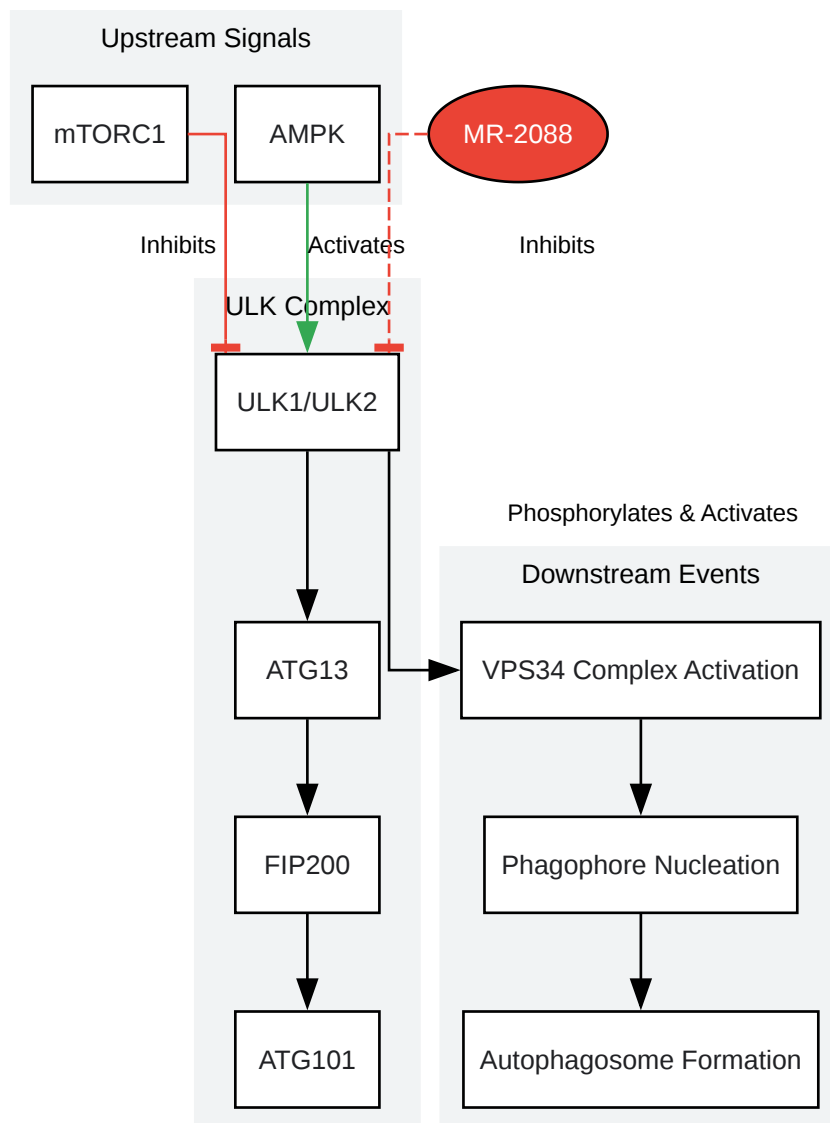 Upstream Signals
mTORC1
AMPK
MR-2088
Inhibits
Activates
Inhibits
ULK Complex
ULK1/ULK2
Phosphorylates & Activates
Downstream Events
ATG13
VPS34 Complex Activation
FIP200
Phagophore Nucleation
ATG101
Autophagosome Formation